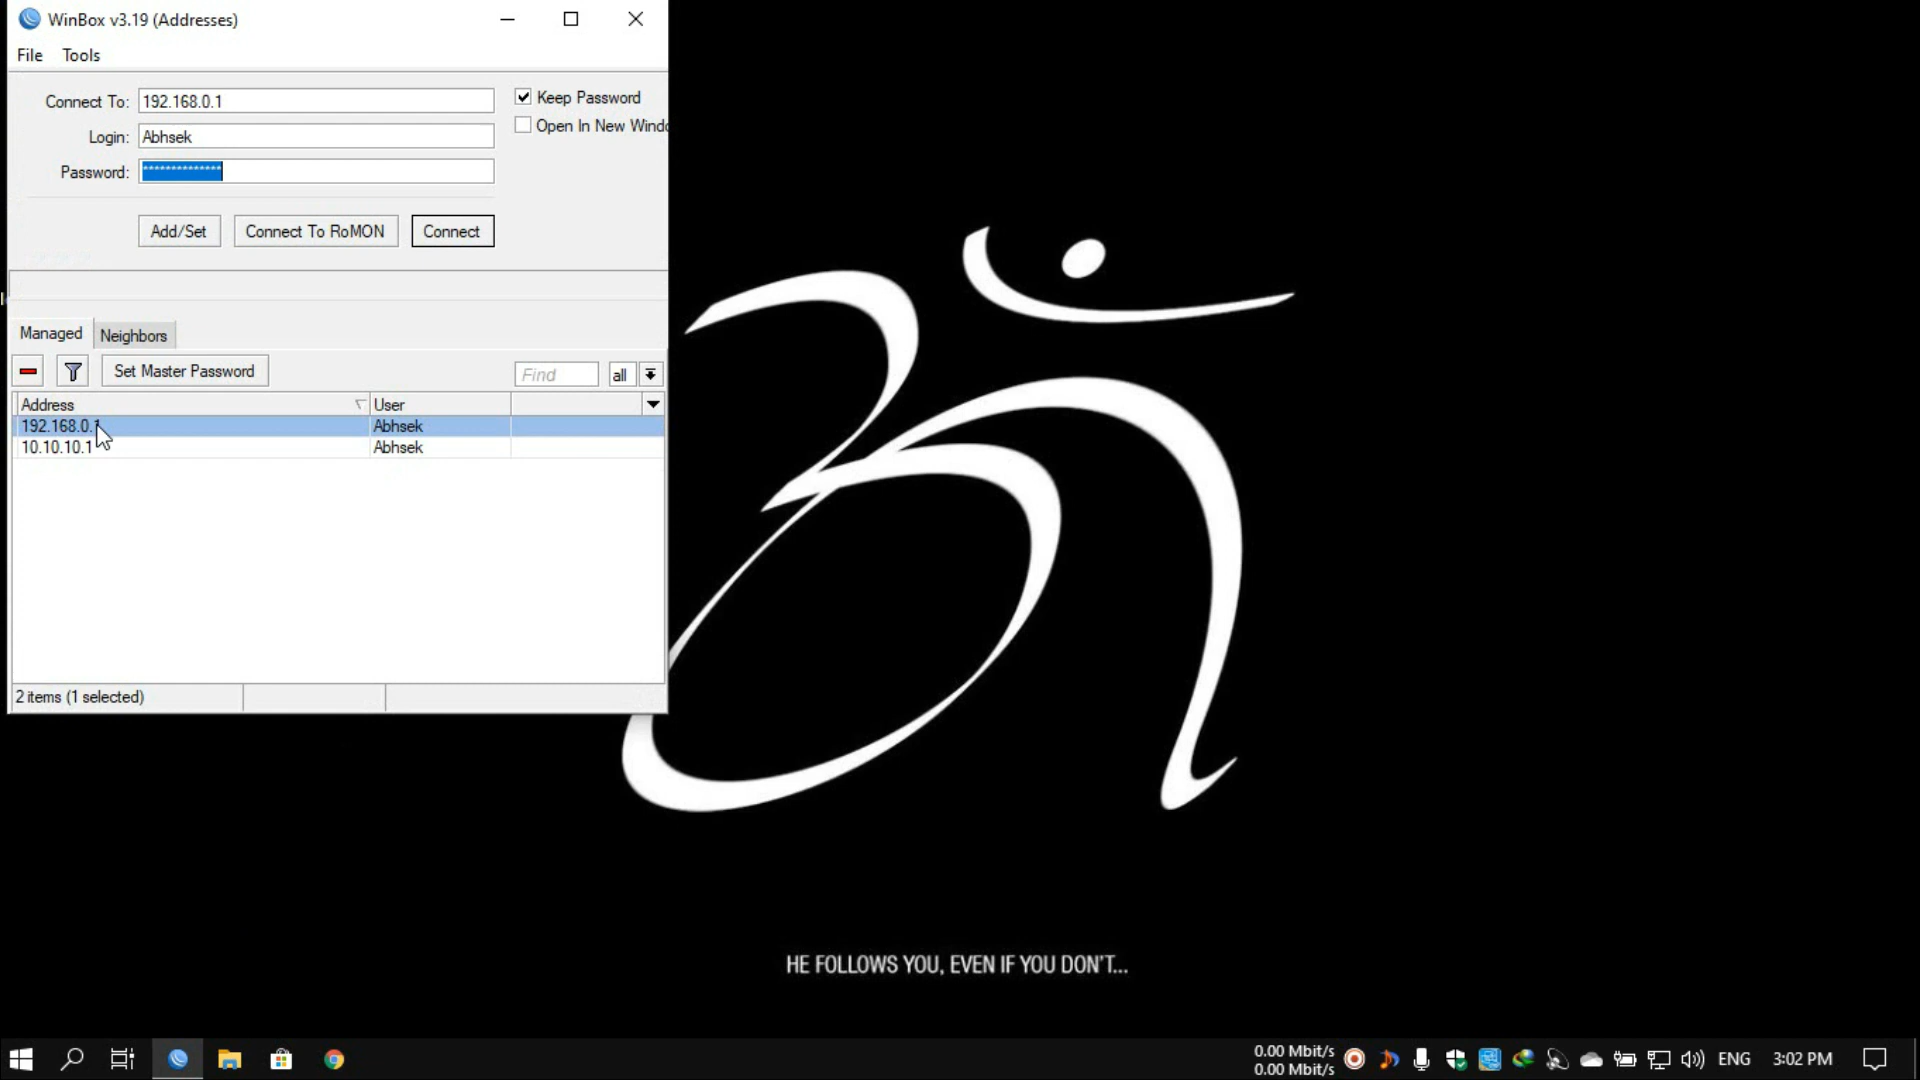 WinBox v3.19 (Addresses)
File Tools
Connect To: 192.168.0.1
Keep Password
Login: Abhsek
Open In New Windo
Password: **************
Add/Set Connect To RoMON Connect
Managed Neighbors
Set Master Password Find all
Address User
192.168.0.1 Abhsek
10.10.10.1 Abhsek
2 items (1 selected)
ॐ
HE FOLLOWS YOU, EVEN IF YOU DON'T...
0.00 Mbit/s
0.00 Mbit/s
ENG 3:02 PM